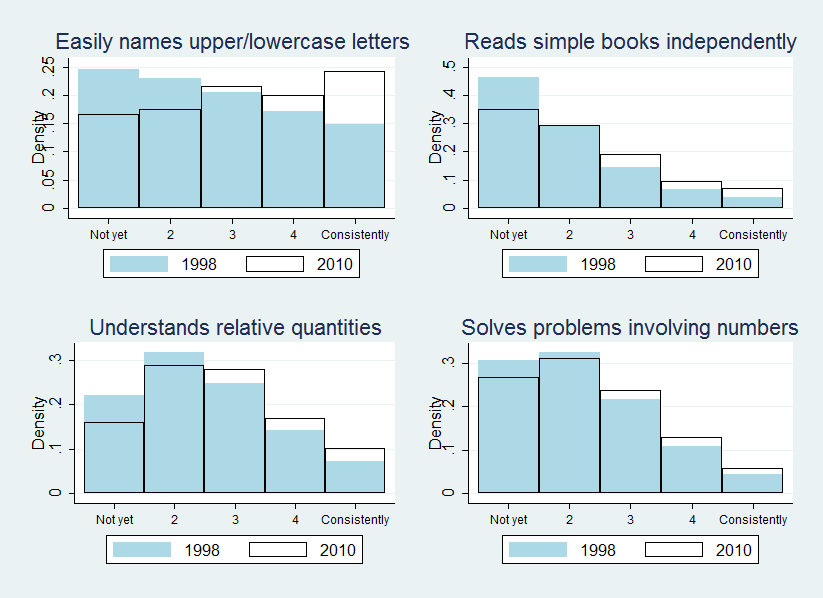 Easily names upper/lowercase letters
Density
0 .05 .1 .15 .2 .25
Not yet 2 3 4 Consistently
1998 2010
Reads simple books independently
Density
0 .1 .2 .3 .4 .5
Not yet 2 3 4 Consistently
1998 2010
Understands relative quantities
Density
0 .1 .2 .3
Not yet 2 3 4 Consistently
1998 2010
Solves problems involving numbers
Density
0 .1 .2 .3
Not yet 2 3 4 Consistently
1998 2010